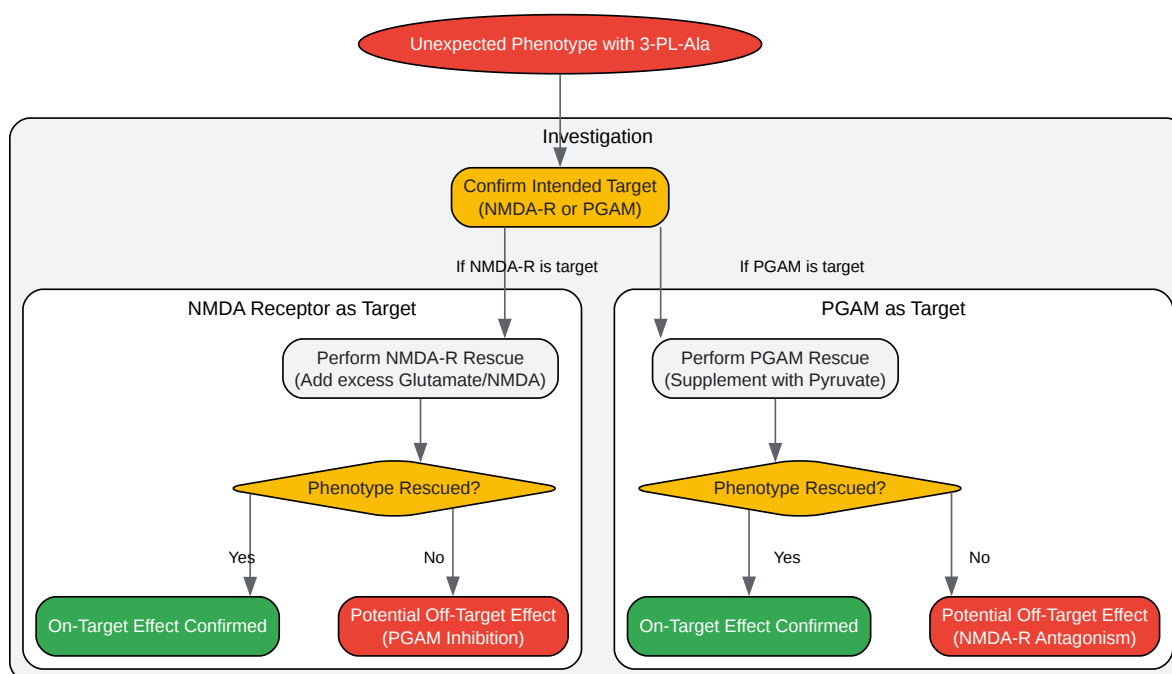 Unexpected Phenotype with 3-PL-Ala
Investigation
Confirm Intended Target
(NMDA-R or PGAM)
If NMDA-R is target
If PGAM is target
NMDA Receptor as Target
PGAM as Target
Perform NMDA-R Rescue
(Add excess Glutamate/NMDA)
Perform PGAM Rescue
(Supplement with Pyruvate)
Phenotype Rescued?
Phenotype Rescued?
Yes
No
Yes
No
On-Target Effect Confirmed
Potential Off-Target Effect
(PGAM Inhibition)
On-Target Effect Confirmed
Potential Off-Target Effect
(NMDA-R Antagonism)